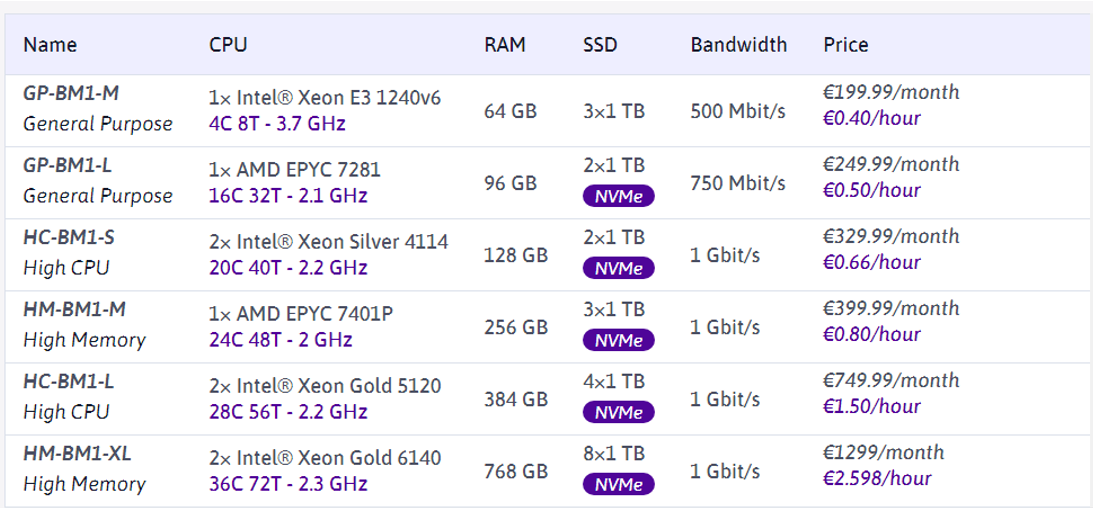 Name CPU RAM SSD Bandwidth Price
GP-BM1-M
General Purpose
1x Intel® Xeon E3 1240v6
4C 8T - 3.7 GHz
64 GB
3×1 TB
500 Mbit/s
€199.99/month
€0.40/hour
GP-BM1-L
General Purpose
1x AMD EPYC 7281
16C 32T - 2.1 GHz
96 GB
2×1 TB
NVMe
750 Mbit/s
€249.99/month
€0.50/hour
HC-BM1-S
High CPU
2x Intel® Xeon Silver 4114
20C 40T - 2.2 GHz
128 GB
2×1 TB
NVMe
1 Gbit/s
€329.99/month
€0.66/hour
HM-BM1-M
High Memory
1x AMD EPYC 7401P
24C 48T - 2 GHz
256 GB
3×1 TB
NVMe
1 Gbit/s
€399.99/month
€0.80/hour
HC-BM1-L
High CPU
2x Intel® Xeon Gold 5120
28C 56T - 2.2 GHz
384 GB
4×1 TB
NVMe
1 Gbit/s
€749.99/month
€1.50/hour
HM-BM1-XL
High Memory
2x Intel® Xeon Gold 6140
36C 72T - 2.3 GHz
768 GB
8×1 TB
NVMe
1 Gbit/s
€1299/month
€2.598/hour